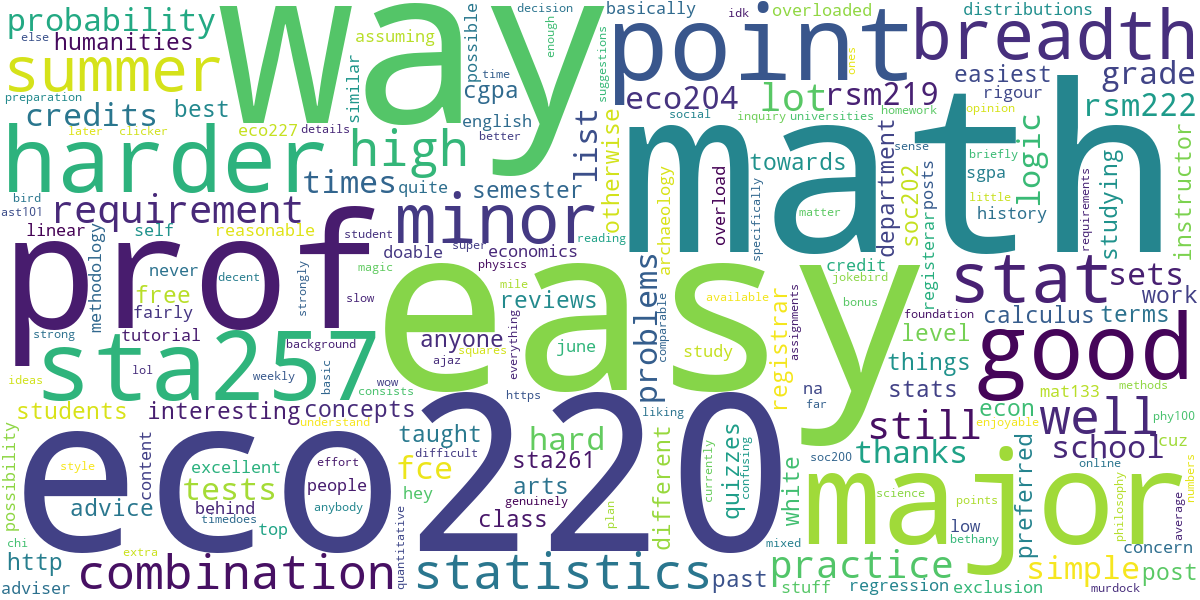 way
math
easy
eco220
prof
major
point
good
harder
sta257
minor
breadth
stat
statistics
combination
summer
high
well
requirement
practice
simple
school
still
lot
rsm219
rsm222
eco204
probability
humanities
credits
best
else
assuming
similar
possible
decision
enough
time
cgpa
english
better
suggestions
basically
idk
overloaded
ones
distributions
easiest
rigour
grade
preparation
later
clicker
eco227
details
list
otherwise
social
inquiry
universities
homework
opinion
sense
logic
studying
instructor
bird
ast101
times
quite
semester
towards
overload
specifically
matter
department
soc202
posts
registrar
briefly
sgpa
little
history
requirements
linear
self
reasonable
student
doable
super
economics
reading
physics
archaeology
methodology
never
decent
strongly
magic
slow
free
fairly
mile
reviews
problems
available
credit
jokebird
bonus
sets
work
strong
tutorial
background
ajaz
anyone
squares
everything
june
comparable
study
registrar
assignments
foundation
calculus
terms
level
things
ideas
lol
weekly
basic
consists
wow
https
liking
na
far
stats
mat133
methods
econ
enjoyable
phy100
students
interesting
concepts
understand
taught
difficult
hard
different
currently
quizzes
confusing
white
thanks
cuz
possibility
style
content
excellent
effort
tests
people
fce
hey
sta261
arts
genuinely
advice
behind
timedoes
anybody
top
quantitative
class
plan
science
points
low
bethany
preferred
philosophy
online
average
numbers
concern
chi
http
adviser
extra
mixed
past
stuff
regression
exclusion
post
murdock